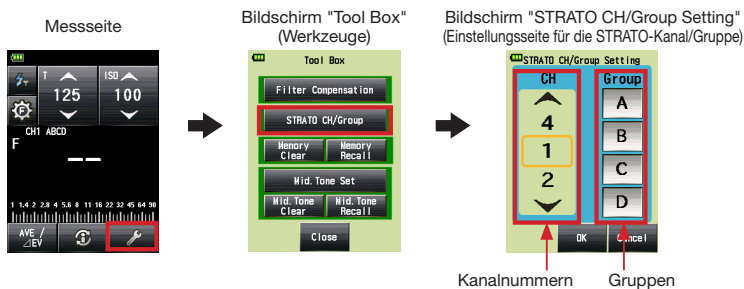 Messseite
Bildschirm "Tool Box"
(Werkzeuge)
Bildschirm "STRATO CH/Group Setting"
(Einstellungsseite für die STRATO-Kanal/Gruppe)
T
125
ISO
100
CH1 ABCD
F
--
1 1.4 2 2.8 4 5.6 8 11 16 22 32 45 64 90
AVE/
⊿EV
Tool Box
Filter Compensation
STRATO CH/Group
Memory Clear
Memory Recall
Mid. Tone Set
Mid. Tone Clear
Mid. Tone Recall
Close
STRATO CH/Group Setting
CH
4
1
2
Group
A
B
C
D
OK
Cancel
Kanalnummern
Gruppen